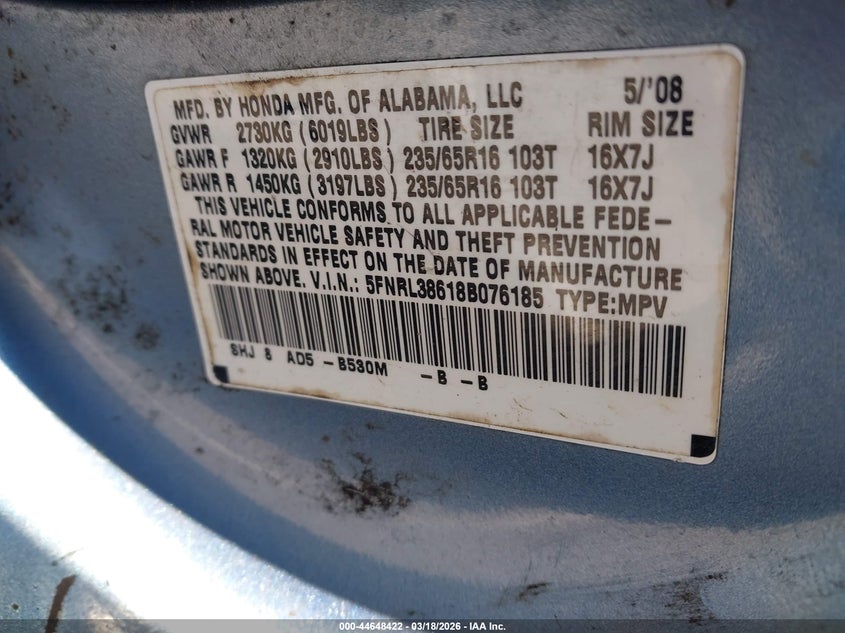 MFD. BY HONDA MFG. OF ALABAMA, LLC 5/'08
GVWR 2730KG (6019LBS) TIRE SIZE RIM SIZE
GAWR F 1320KG (2910LBS) 235/65R16 103T 16X7J
GAWR R 1450KG (3197LBS) 235/65R16 103T 16X7J
THIS VEHICLE CONFORMS TO ALL APPLICABLE FEDE-
RAL MOTOR VEHICLE SAFETY AND THEFT PREVENTION
STANDARDS IN EFFECT ON THE DATE OF MANUFACTURE
SHOWN ABOVE. V.I.N.: 5FNRL38618B076185 TYPE:MPV
SHJ 8 AD5 -B530M -B -B
000-44648422 - 03/18/2026 - IAA Inc.